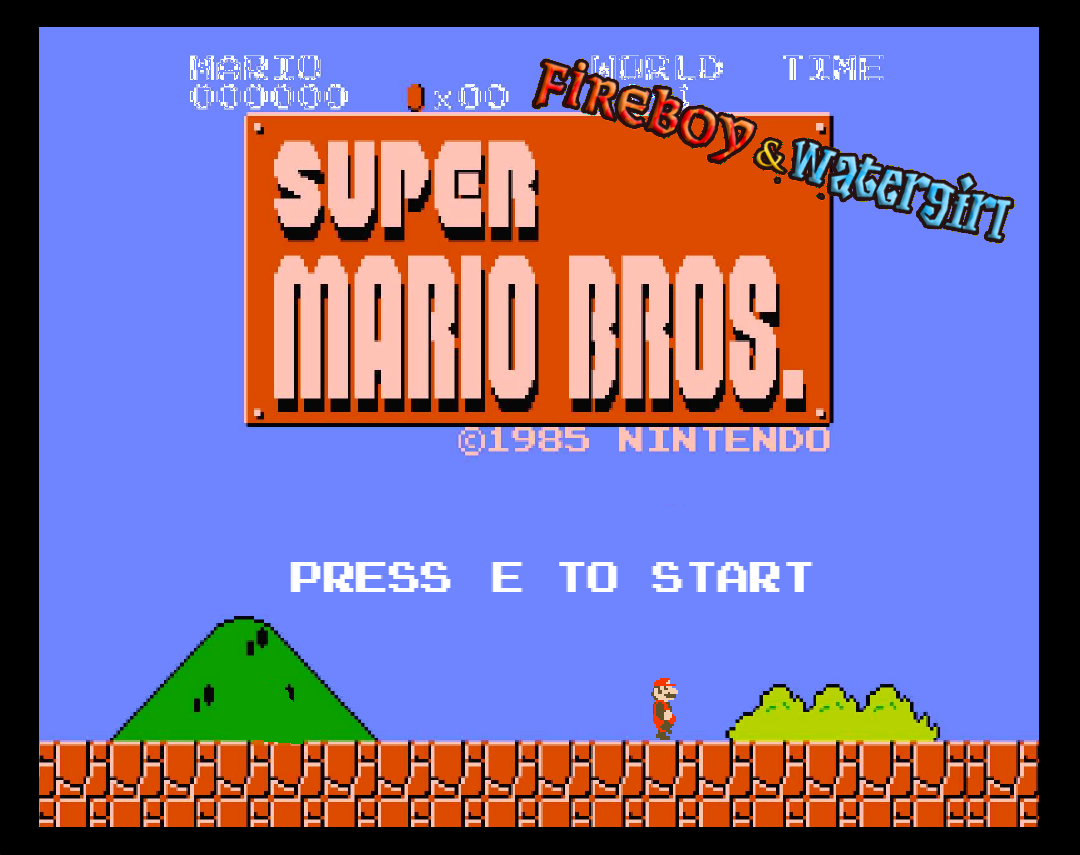 MARIO WORLD TIME
000000 x00
FIREBOY & WATERGIRL
SUPER
MARIO BROS.
©1985 NINTENDO
PRESS E TO START